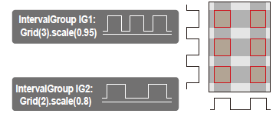 IntervalGroup IG1:
Grid(3).scale(0.95)
IntervalGroup IG2:
Grid(2).scale(0.8)